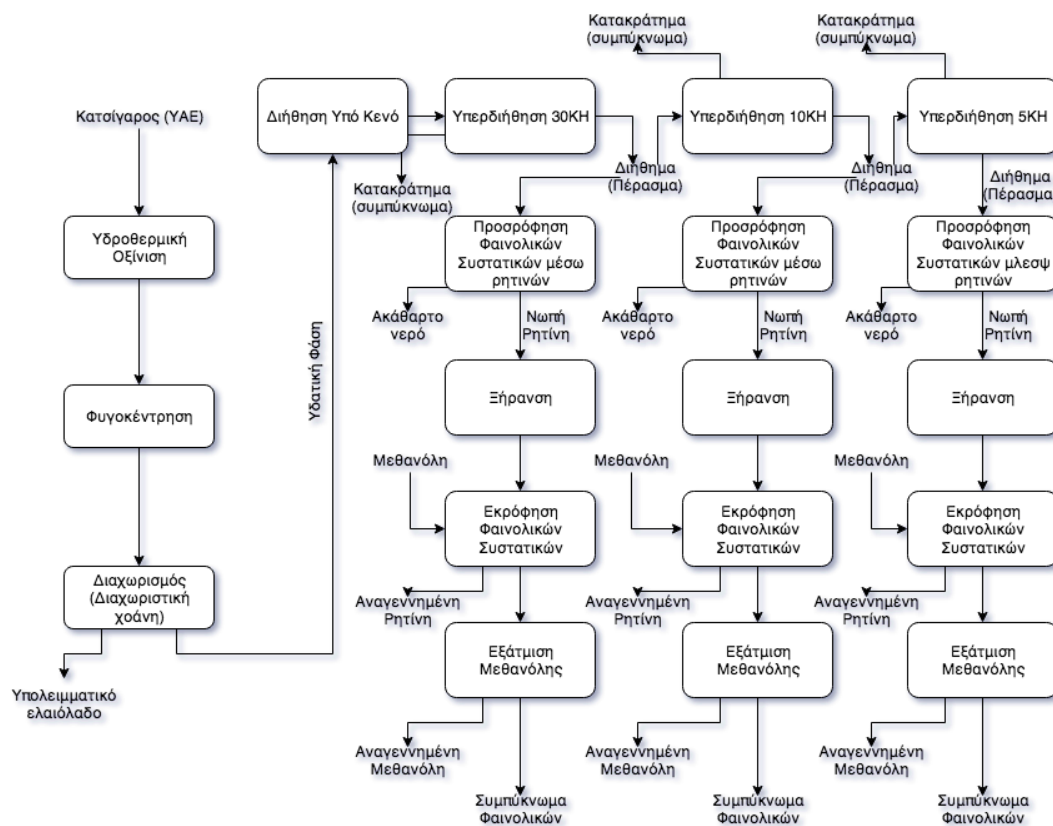 Κατσίγαρος (ΥΑΕ)
Υδροθερμική
Οξίνιση
Φυγοκέντρηση
Διαχωρισμός
(Διαχωριστική
χοάνη)
Υπολειμματικό
ελαιόλαδο
Υδατική Φάση
Διήθηση Υπό Κενό
Κατακράτημα
(συμπύκνωμα)
Υπερδιήθηση 30KH
Διήθημα
(Πέρασμα)
Προσρόφηση
Φαινολικών
Συστατικών μέσω
ρητινών
Ακάθαρτο
νερό
Νωπή
Ρητίνη
Ξήρανση
Μεθανόλη
Εκρόφηση
Φαινολικών
Συστατικών
Αναγεννημένη
Ρητίνη
Εξάτμιση
Μεθανόλης
Αναγεννημένη
Μεθανόλη
Συμπύκνωμα
Φαινολικών
Κατακράτημα
(συμπύκνωμα)
Υπερδιήθηση 10KH
Διήθημα
(Πέρασμα)
Προσρόφηση
Φαινολικών
Συστατικών μέσω
ρητινών
Ακάθαρτο
νερό
Νωπή
Ρητίνη
Ξήρανση
Μεθανόλη
Εκρόφηση
Φαινολικών
Συστατικών
Αναγεννημένη
Ρητίνη
Εξάτμιση
Μεθανόλης
Αναγεννημένη
Μεθανόλη
Συμπύκνωμα
Φαινολικών
Κατακράτημα
(συμπύκνωμα)
Υπερδιήθηση 5KH
Διήθημα
(Πέρασμα)
Προσρόφηση
Φαινολικών
Συστατικών μλεσψ
ρητινών
Ακάθαρτο
νερό
Νωπή
Ρητίνη
Ξήρανση
Μεθανόλη
Εκρόφηση
Φαινολικών
Συστατικών
Αναγεννημένη
Ρητίνη
Εξάτμιση
Μεθανόλης
Αναγεννημένη
Μεθανόλη
Συμπύκνωμα
Φαινολικών